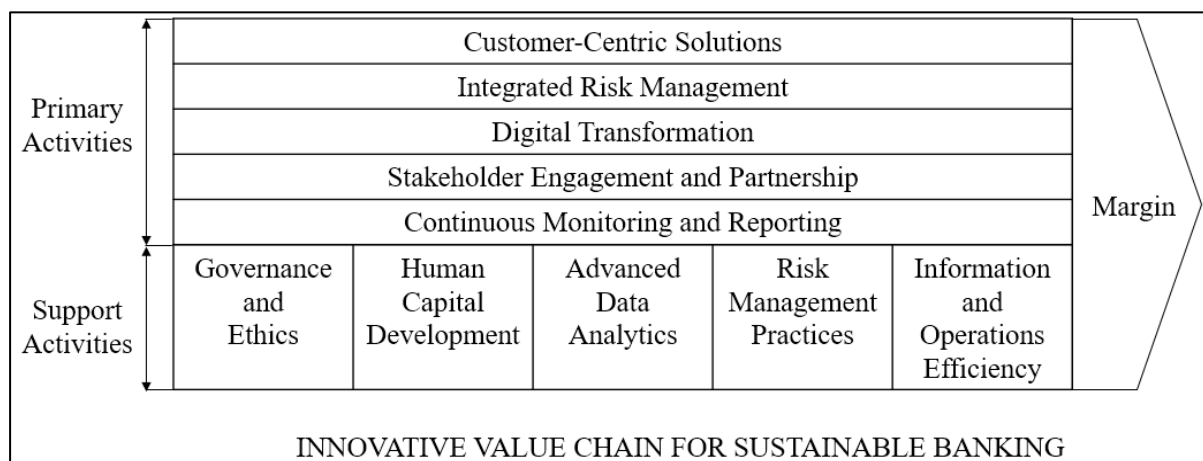 Primary
Activities
Customer-Centric Solutions
Integrated Risk Management
Digital Transformation
Stakeholder Engagement and Partnership
Continuous Monitoring and Reporting
Support
Activities
Governance
and
Ethics
Human
Capital
Development
Advanced
Data
Analytics
Risk
Management
Practices
Information
and
Operations
Efficiency
Margin
INNOVATIVE VALUE CHAIN FOR SUSTAINABLE BANKING